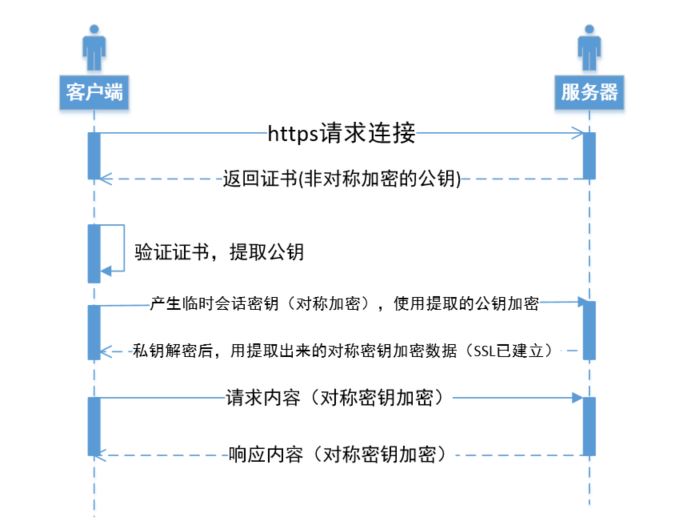 客户端
服务器
https请求连接
返回证书(非对称加密的公钥)
验证证书，提取公钥
产生临时会话密钥（对称加密），使用提取的公钥加密
私钥解密后，用提取出来的对称密钥加密数据（SSL已建立）
请求内容（对称密钥加密）
响应内容（对称密钥加密）